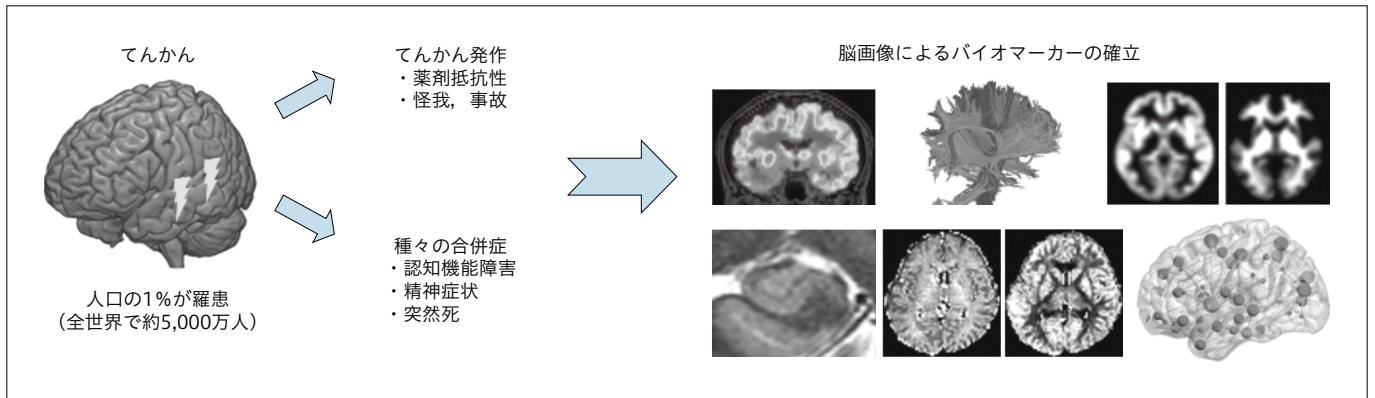 てんかん
人口の1%が罹患
（全世界で約5,000万人）
てんかん発作
・薬剤抵抗性
・怪我，事故
種々の合併症
・認知機能障害
・精神症状
・突然死
脳画像によるバイオマーカーの確立